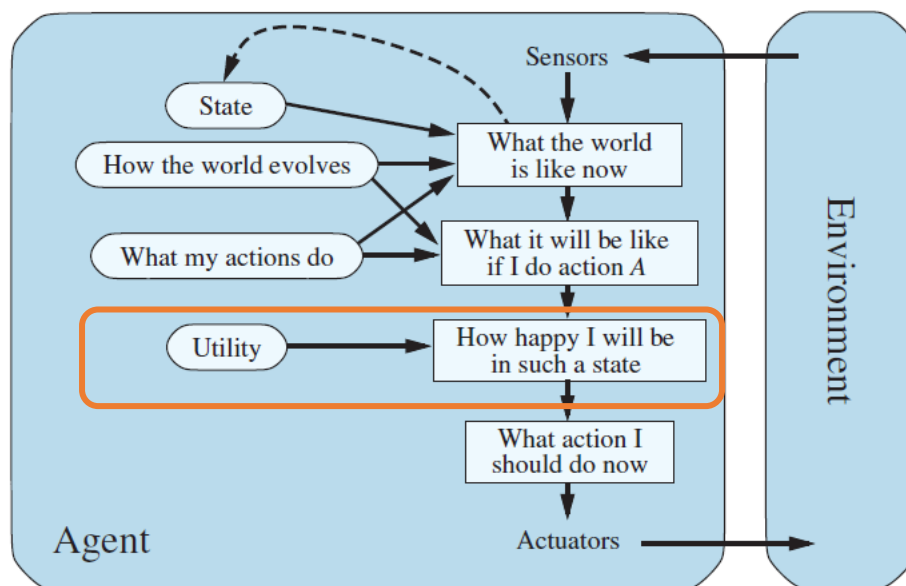 Sensors
State
What the world
is like now
How the world evolves
What my actions do
What it will be like
if I do action A
Utility
How happy I will be
in such a state
What action I
should do now
Agent
Actuators
Environment